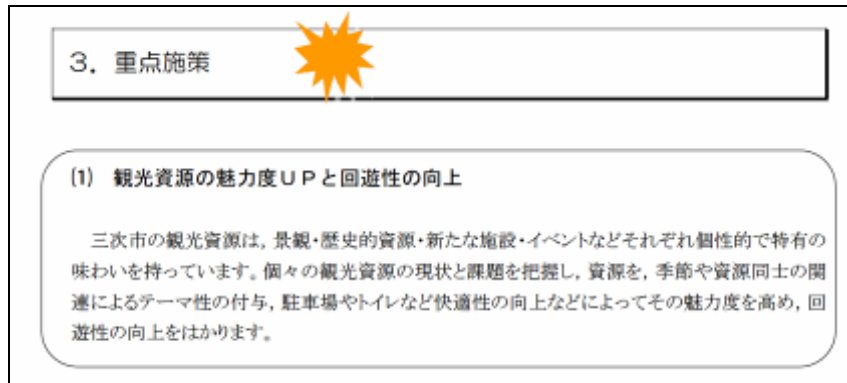 3．重点施策
(1)　観光資源の魅力度ＵＰと回遊性の向上
三次市の観光資源は，景観・歴史的資源・新たな施設・イベントなどそれぞれ個性的で特有の
味わいを持っています。個々の観光資源の現状と課題を把握し，資源を，季節や資源同士の関
連によるテーマ性の付与，駐車場やトイレなど快適性の向上などによってその魅力度を高め，回
遊性の向上をはかります。